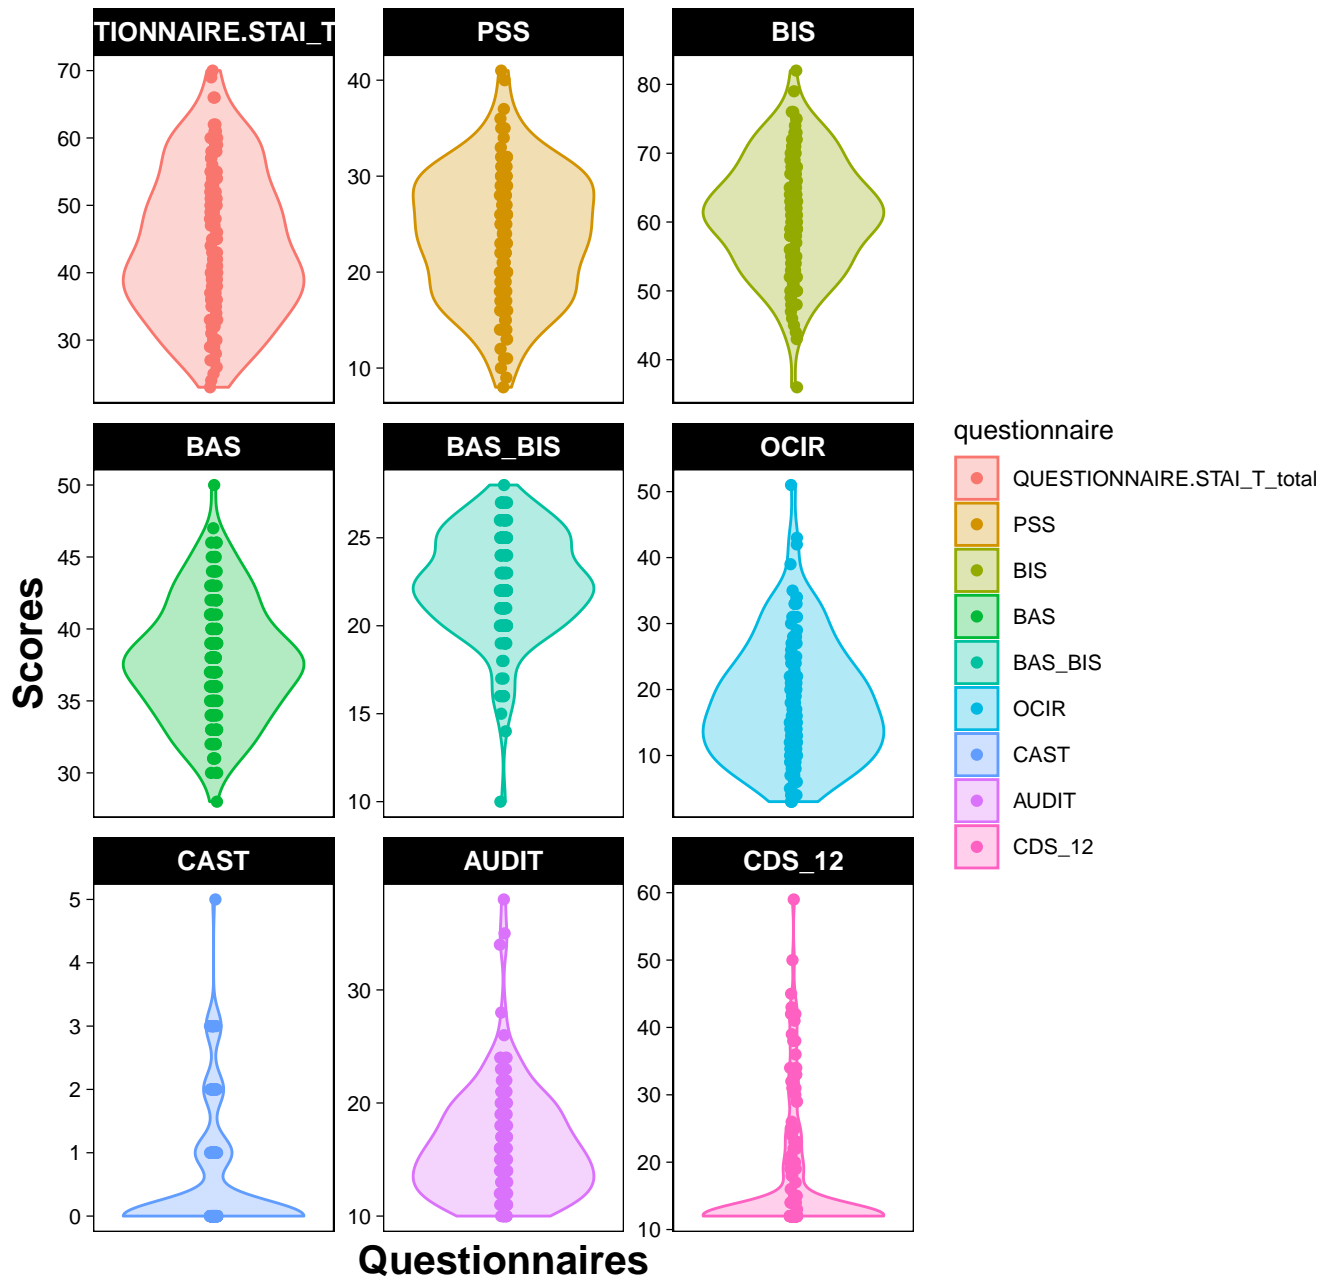 TIONNAIRE.STAI_T
PSS
BIS
70
60
50
40
30
40
30
20
10
80
70
60
50
40
BAS
BAS_BIS
OCIR
50
45
40
35
30
25
20
15
10
50
40
30
20
10
CAST
AUDIT
CDS_12
5
4
3
2
1
0
30
20
10
60
50
40
30
20
10
Scores
Questionnaires
questionnaire
QUESTIONNAIRE.STAI_T_total
PSS
BIS
BAS
BAS_BIS
OCIR
CAST
AUDIT
CDS_12